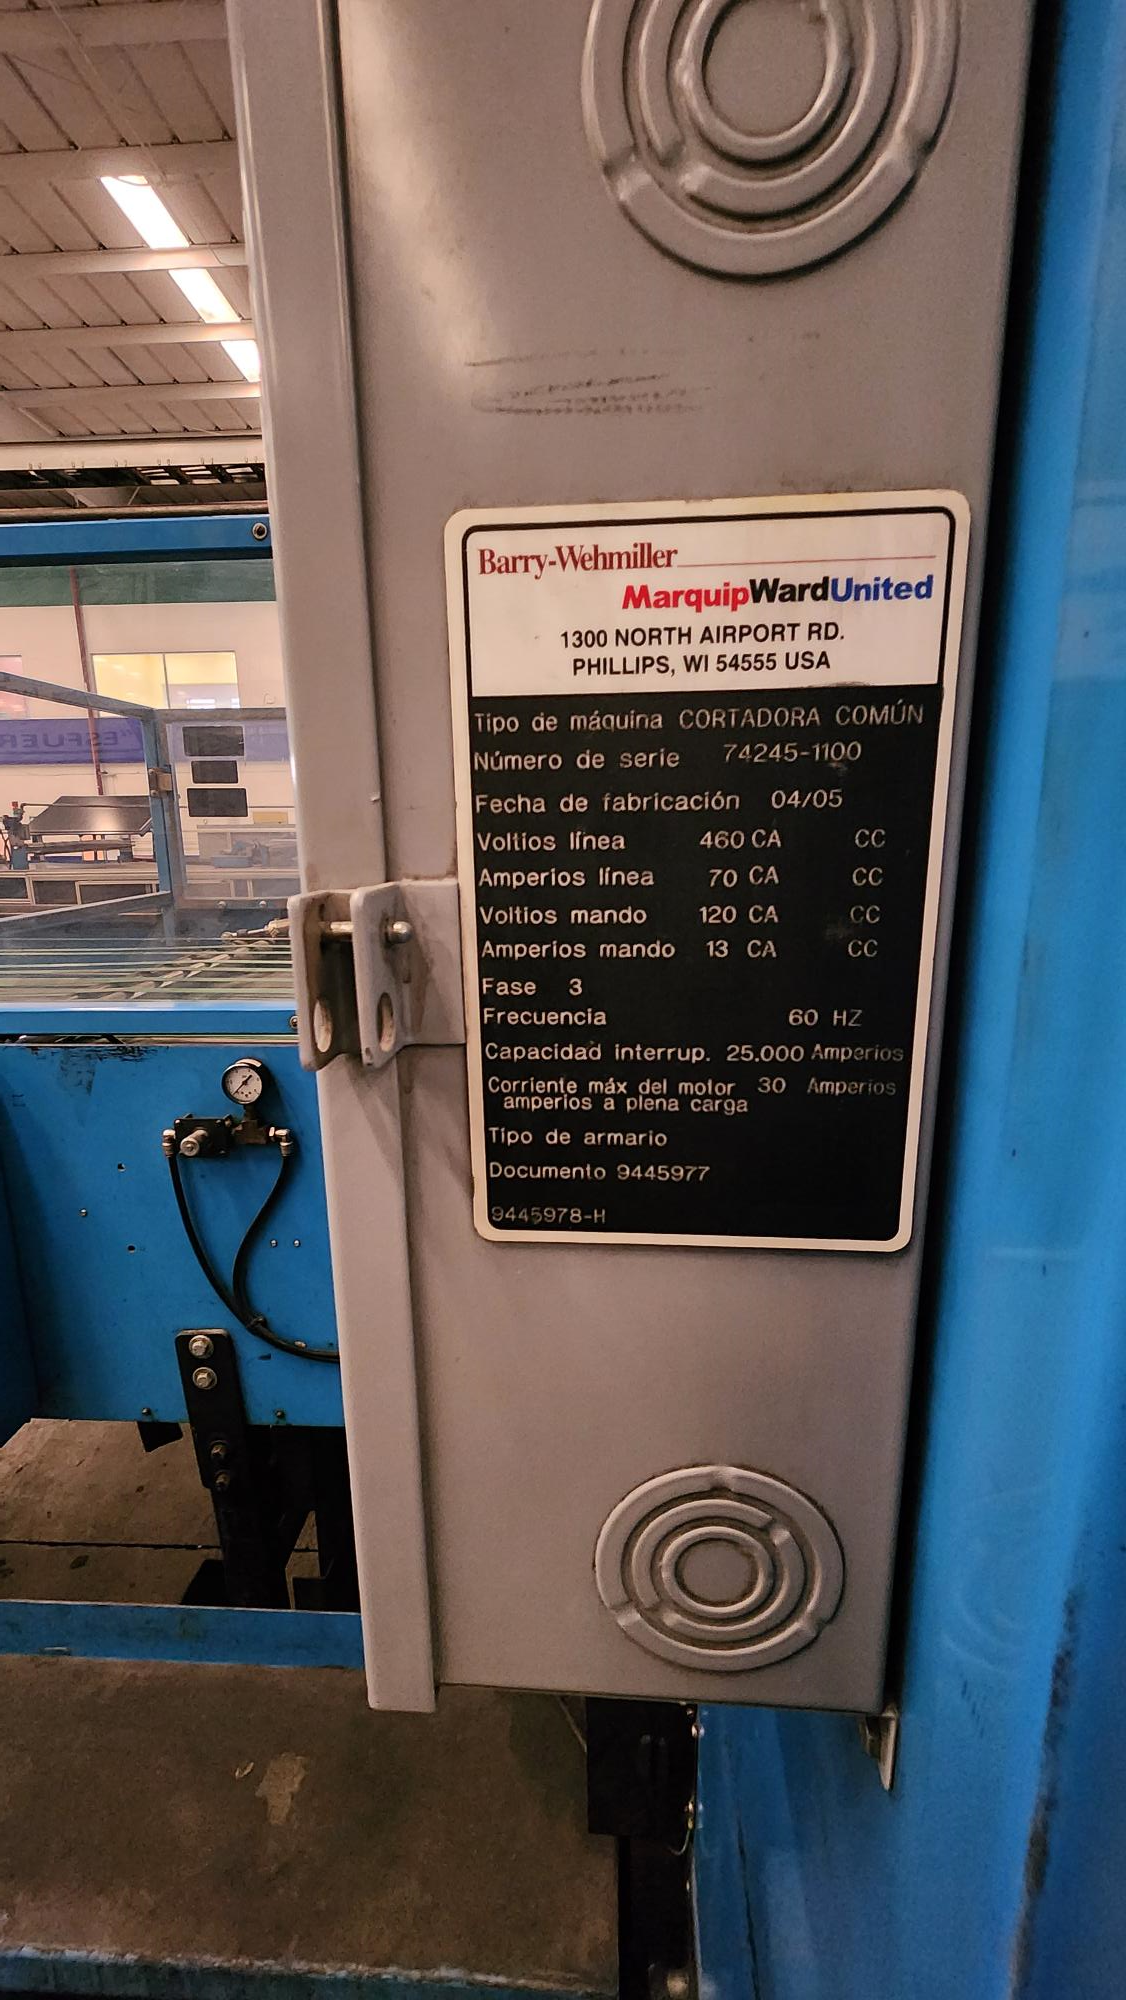 Barry-Wehmiller
MarquipWardUnited
1300 NORTH AIRPORT RD.
PHILLIPS, WI 54555 USA
Tipo de máquina CORTADORA COMÚN
Número de serie 74245-1100
Fecha de fabricación 04/05
Voltios línea 460 CA CC
Amperios línea 70 CA CC
Voltios mando 120 CA CC
Amperios mando 13 CA CC
Fase 3
Frecuencia 60 HZ
Capacidad interrup. 25.000 Amperios
Corriente máx del motor 30 Amperios
amperios a plena carga
Tipo de armario
Documento 9445977
9445978-H